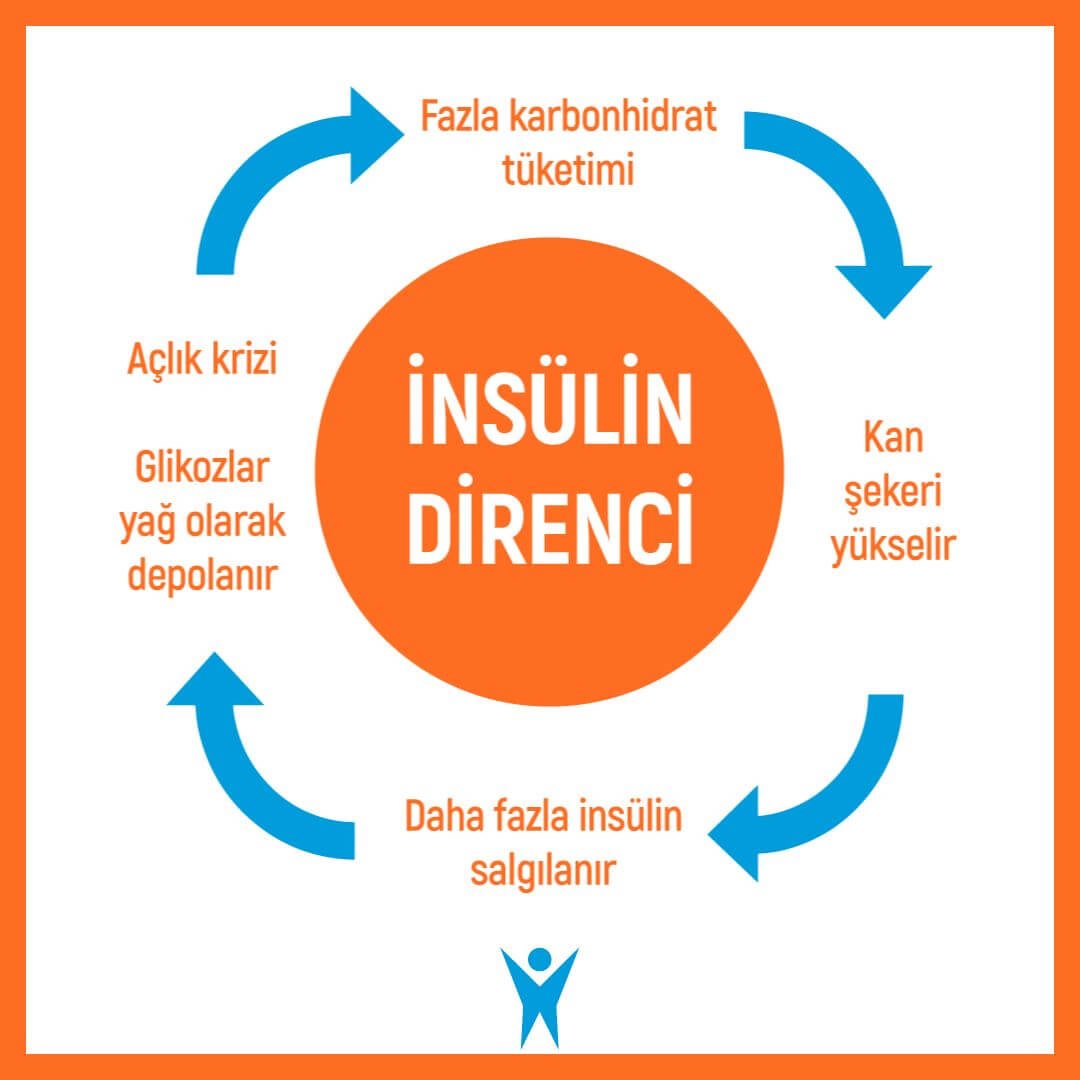 Fazla karbonhidrat
tüketimi
Kan
şekeri
yükselir
Daha fazla insülin
salgılanır
Açlık krizi
Glikozlar
yağ olarak
depolanır
İNSÜLİN
DİRENCİ